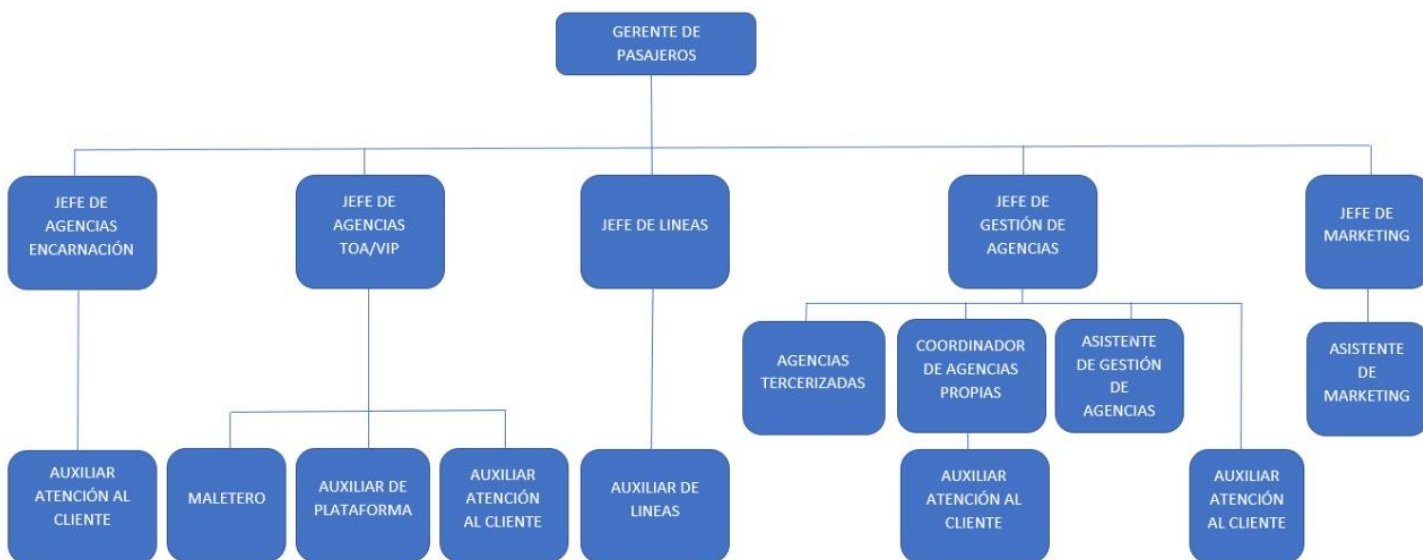 GERENTE DE
PASAJEROS
JEFE DE
AGENCIAS
ENCARNACIÓN
JEFE DE
AGENCIAS
TOA/VIP
JEFE DE LINEAS
JEFE DE
GESTIÓN DE
AGENCIAS
JEFE DE
MARKETING
AGENCIAS
TERCERIZADAS
COORDINADOR
DE AGENCIAS
PROPIAS
ASISTENTE
DE GESTIÓN
DE
AGENCIAS
ASISTENTE
DE
MARKETING
AUXILIAR
ATENCIÓN AL
CLIENTE
MALETERO
AUXILIAR DE
PLATAFORMA
AUXILIAR
ATENCIÓN
AL CLIENTE
AUXILIAR DE
LINEAS
AUXILIAR
ATENCIÓN AL
CLIENTE
AUXILIAR
ATENCIÓN
AL CLIENTE